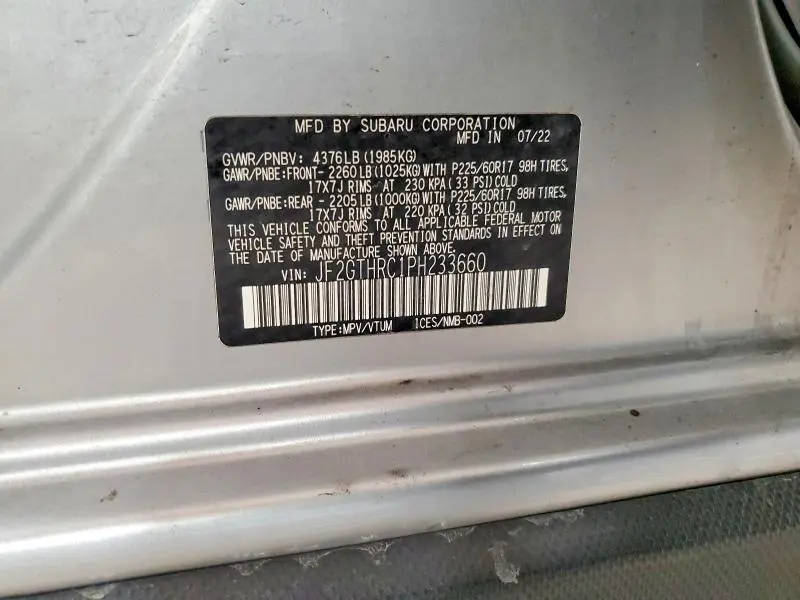 MFD BY SUBARU CORPORATION
MFD IN 07/22
GVWR/PNBV: 4376LB(1985KG)
GAWR/PNBE:FRONT- 2260LB(1025KG)WITH P225/60R17 98H TIRES,
17X7J RIMS AT 230 KPA(33 PSI)COLD
GAWR/PNBE:REAR - 2205LB(1000KG)WITH P225/60R17 98H TIRES,
17X7J RIMS AT 220 KPA(32 PSI)COLD
THIS VEHICLE CONFORMS TO ALL APPLICABLE FEDERAL MOTOR
VEHICLE SAFETY AND THEFT PREVENTION STANDARDS IN EFFECT ON
THE DATE OF MANUFACTURE SHOWN ABOVE.
VIN: JF2GTHRC1PH233660
TYPE:MPV/VTUM ICES/NMB-002